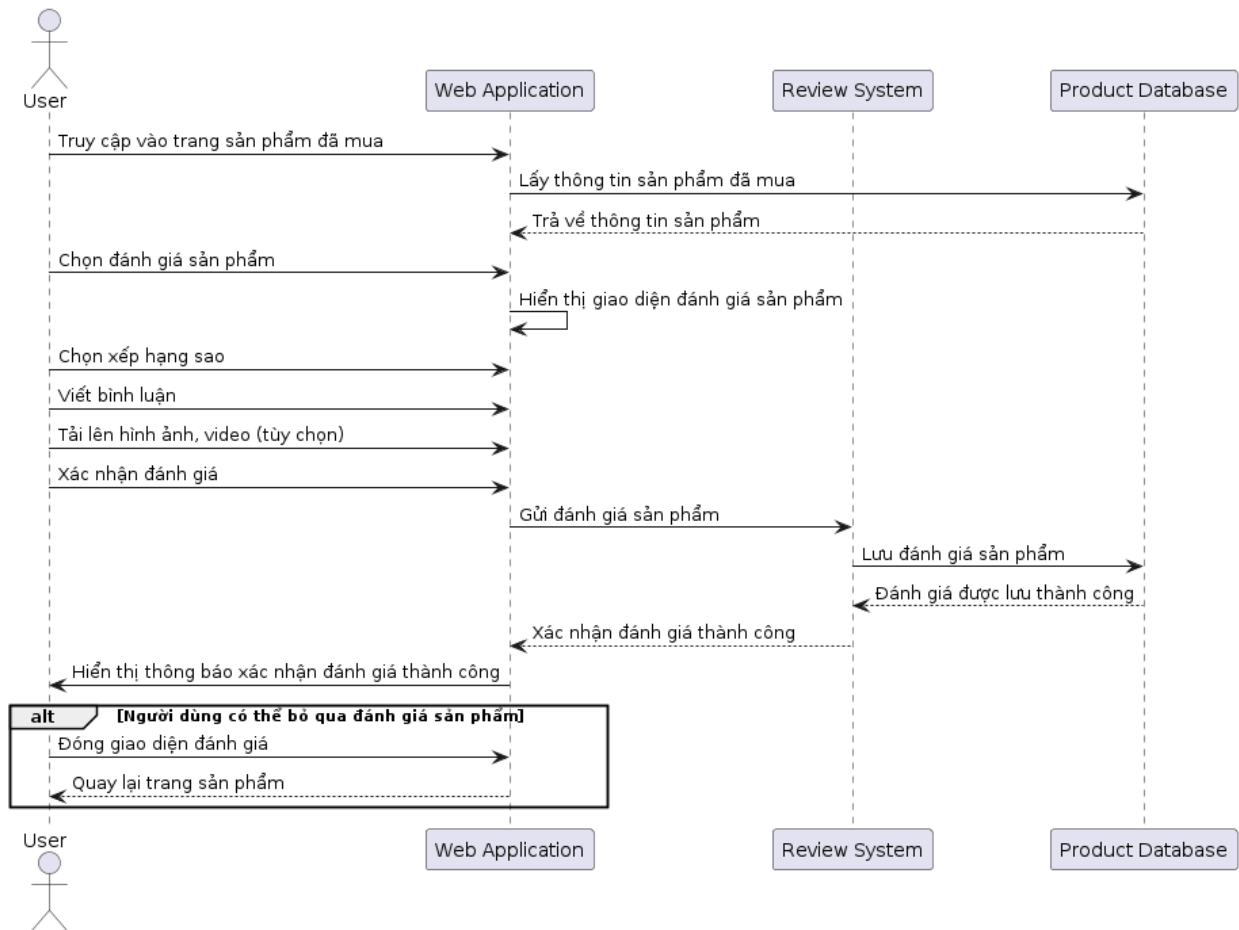 User
Web Application
Review System
Product Database
Truy cập vào trang sản phẩm đã mua
Lấy thông tin sản phẩm đã mua
Trả về thông tin sản phẩm
Chọn đánh giá sản phẩm
Hiển thị giao diện đánh giá sản phẩm
Chọn xếp hạng sao
Viết bình luận
Tải lên hình ảnh, video (tùy chọn)
Xác nhận đánh giá
Gửi đánh giá sản phẩm
Lưu đánh giá sản phẩm
Đánh giá được lưu thành công
Xác nhận đánh giá thành công
Hiển thị thông báo xác nhận đánh giá thành công
alt [Người dùng có thể bỏ qua đánh giá sản phẩm]
Đóng giao diện đánh giá
Quay lại trang sản phẩm
User
Web Application
Review System
Product Database